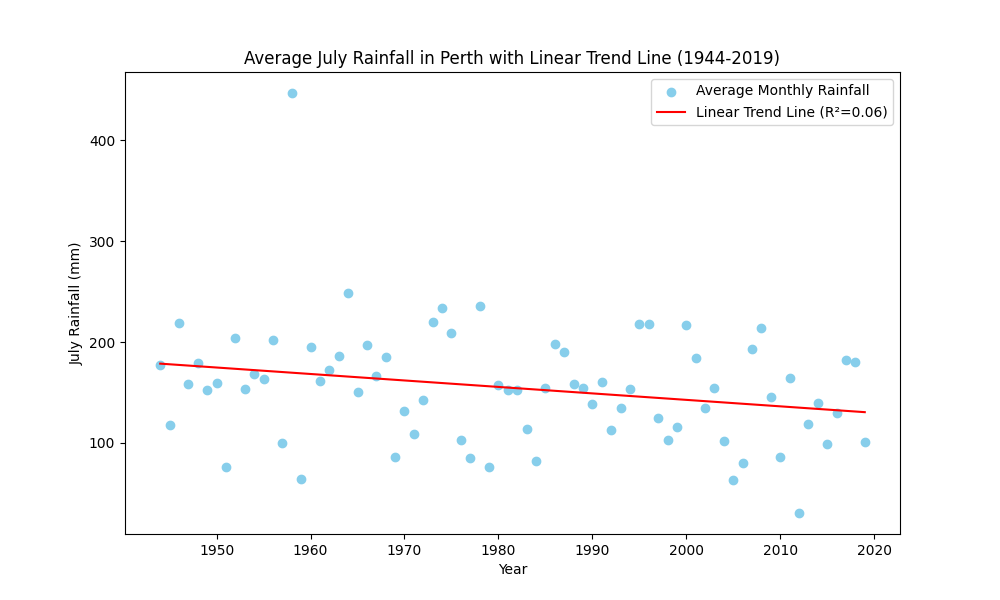 Average July Rainfall in Perth with Linear Trend Line (1944-2019)
Average Monthly Rainfall
Linear Trend Line (R²=0.06)
July Rainfall (mm)
400
300
200
100
1950 1960 1970 1980 1990 2000 2010 2020
Year